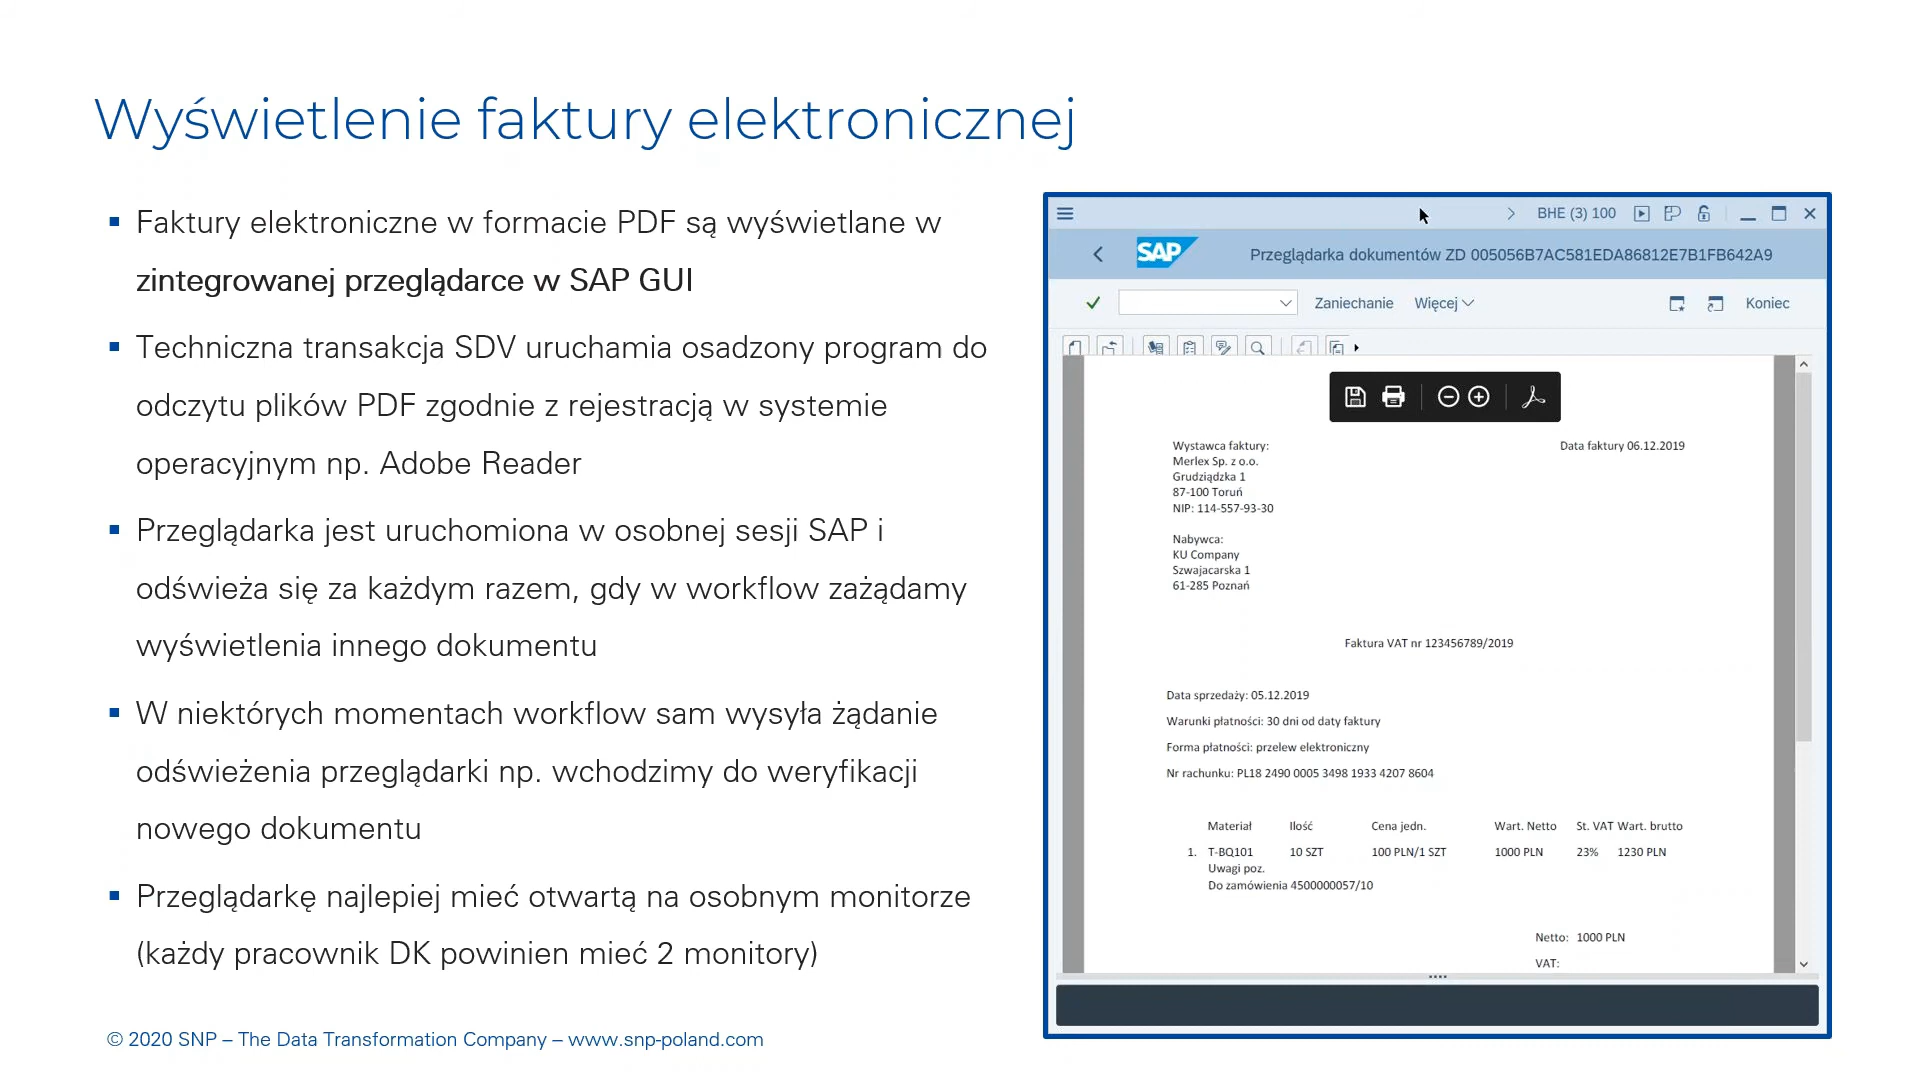 Wyświetlenie faktury elektronicznej
Faktury elektroniczne w formacie PDF są wyświetlane w
zintegrowanej przeglądarce w SAP GUI
Techniczna transakcja SDV uruchamia osadzony program do
odczytu plików PDF zgodnie z rejestracją w systemie
operacyjnym np. Adobe Reader
Przeglądarka jest uruchomiona w osobnej sesji SAP i
odświeża się za każdym razem, gdy w workflow zażądamy
wyświetlenia innego dokumentu
W niektórych momentach workflow sam wysyła żądanie
odświeżenia przeglądarki np. wchodzimy do weryfikacji
nowego dokumentu
Przeglądarkę najlepiej mieć otwartą na osobnym monitorze
(każdy pracownik DK powinien mieć 2 monitory)
© 2020 SNP – The Data Transformation Company – www.snp-poland.com
BHE (3) 100
SAP
Przeglądarka dokumentów ZD 005056B7AC581EDA86812E7B1FB642A9
Zaniechanie Więcej Koniec
Wystawca faktury: Data faktury 06.12.2019
Merlex Sp. z o.o.
Grudziądzka 1
87-100 Toruń
NIP: 114-557-93-30
Nabywca:
KU Company
Szwajacarska 1
61-285 Poznań
Faktura VAT nr 123456789/2019
Data sprzedaży: 05.12.2019
Warunki płatności: 30 dni od daty faktury
Forma płatności: przelew elektroniczny
Nr rachunku: PL18 2490 0005 3498 1933 4207 8604
Materiał Ilość Cena jedn. Wart. Netto St. VAT Wart. brutto
1. T-BQ101 10 SZT 100 PLN/1 SZT 1000 PLN 23% 1230 PLN
Uwagi poz.
Do zamówienia 4500000057/10
Netto: 1000 PLN
VAT: